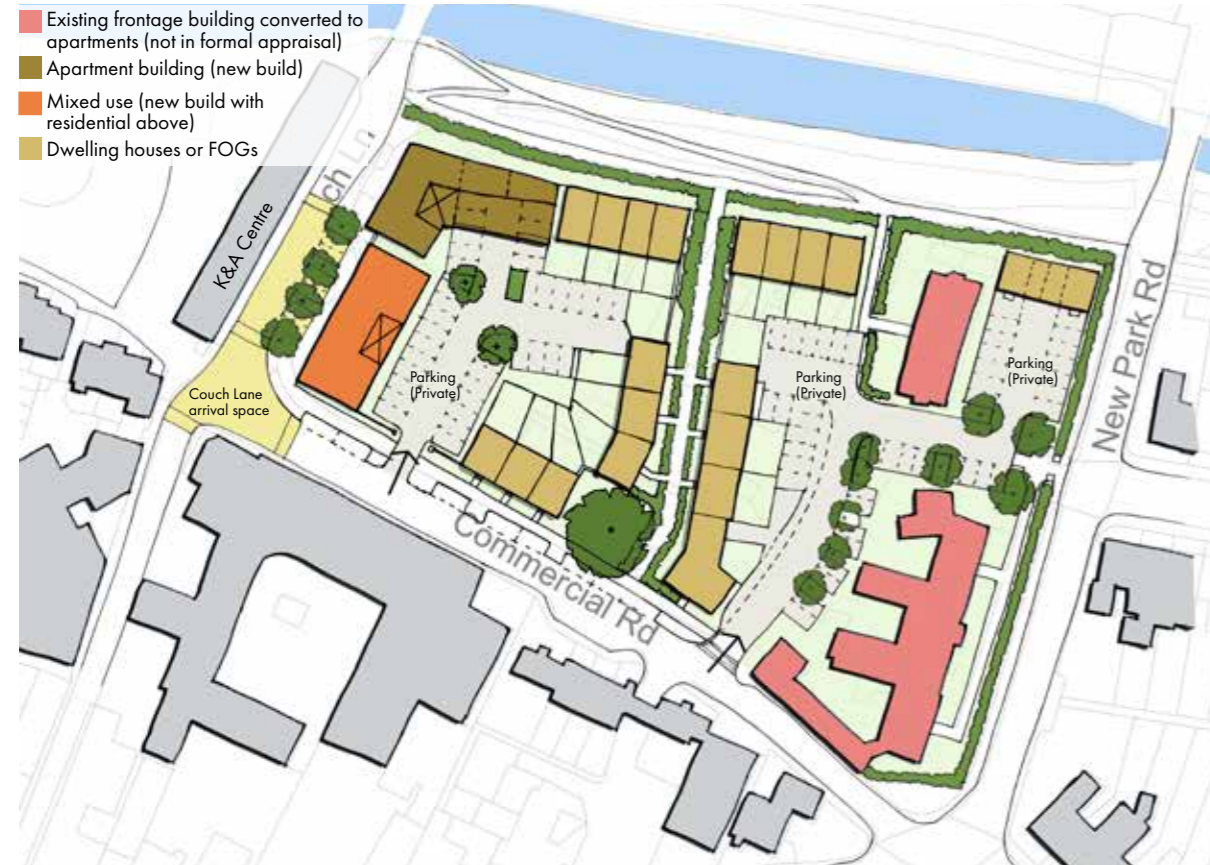 Existing frontage building converted to
apartments (not in formal appraisal)
Apartment building (new build)
Mixed use (new build with
residential above)
Dwelling houses or FOGs
ch Ln
K&A Centre
Couch Lane
arrival space
Parking
(Private)
Parking
(Private)
Parking
(Private)
New Park Rd
Commercial Rd